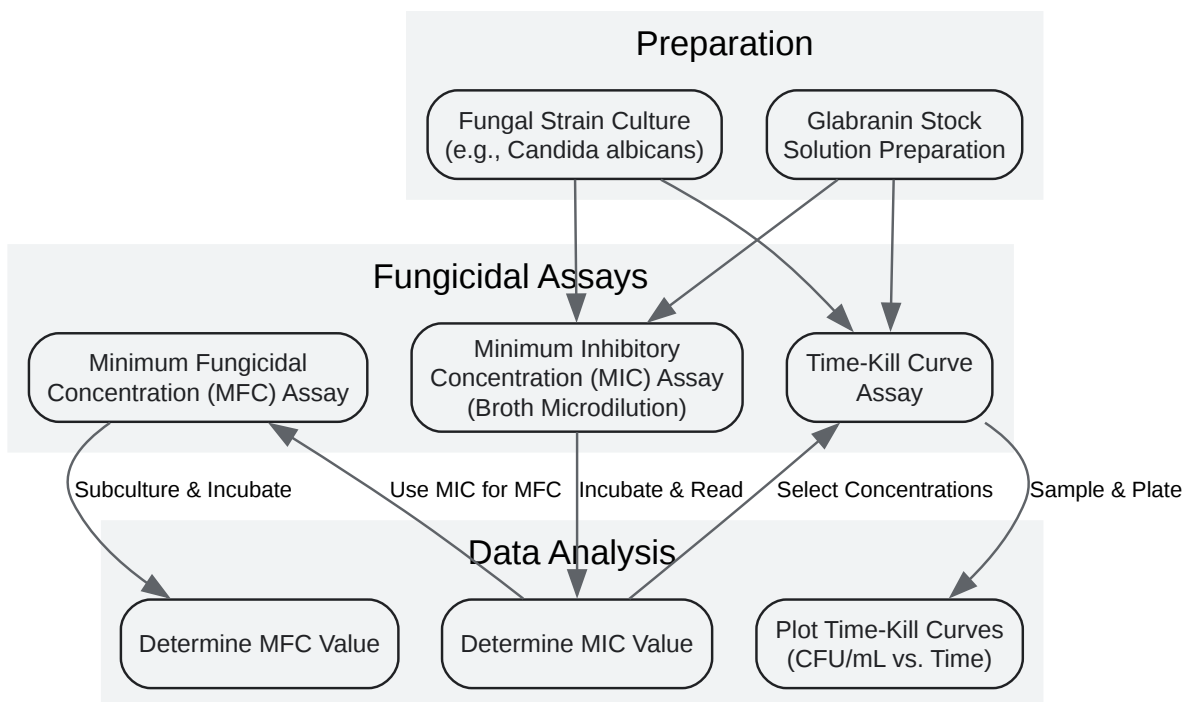 Preparation
Fungal Strain Culture
(e.g., Candida albicans)
Glabranin Stock
Solution Preparation
Fungicidal Assays
Minimum Fungicidal
Concentration (MFC) Assay
Minimum Inhibitory
Concentration (MIC) Assay
(Broth Microdilution)
Time-Kill Curve
Assay
Subculture & Incubate
Use MIC for MFC
Incubate & Read
Select Concentrations
Sample & Plate
Data Analysis
Determine MFC Value
Determine MIC Value
Plot Time-Kill Curves
(CFU/mL vs. Time)